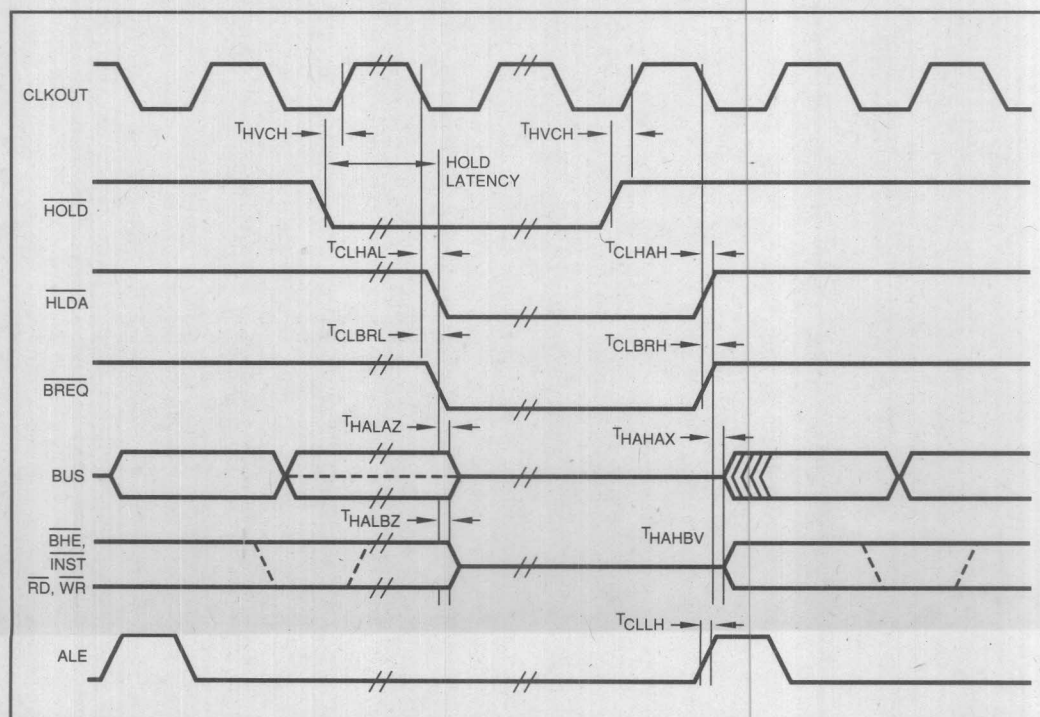 CLKOUT
THVCH
THVCH
HOLD
LATENCY
HOLD
TCLHAL
TCLHAH
HLDA
TCLBRL
TCLBRH
BREQ
THALAZ
THAHAX
BUS
THALBZ
THAHBV
BHE,
INST
RD, WR
TCLLH
ALE